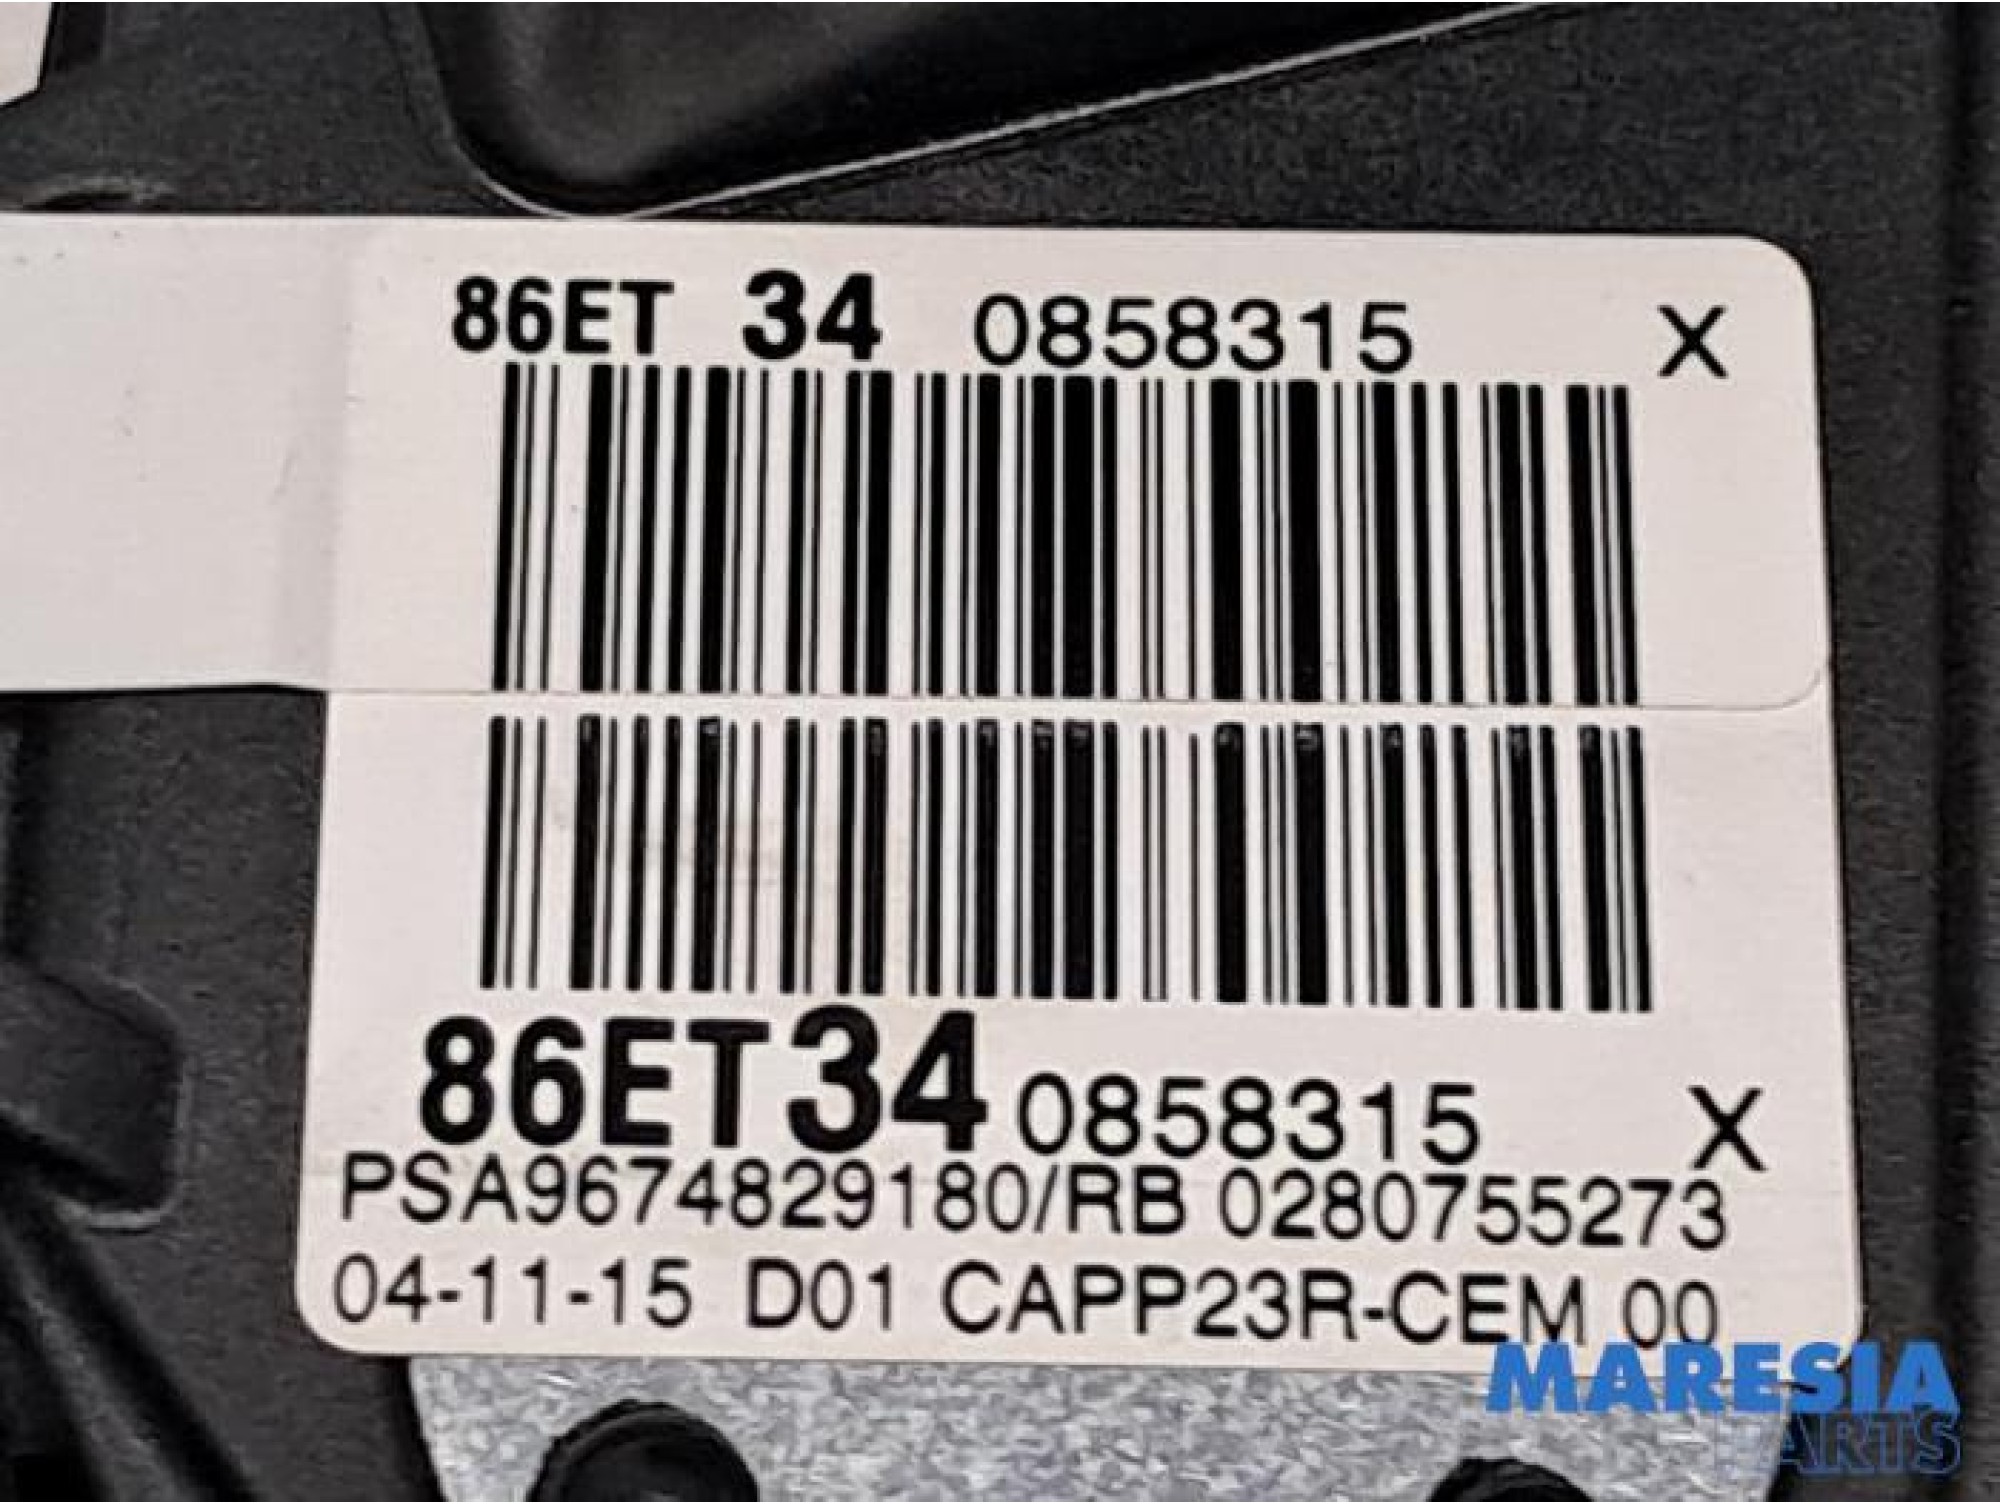 86ET 34 0858315 X
86ET34 0858315 X
PSA9674829180/RB 0280755273
04-11-15 D01 CAPP23R-CEM 00
MARESIA
PARTS